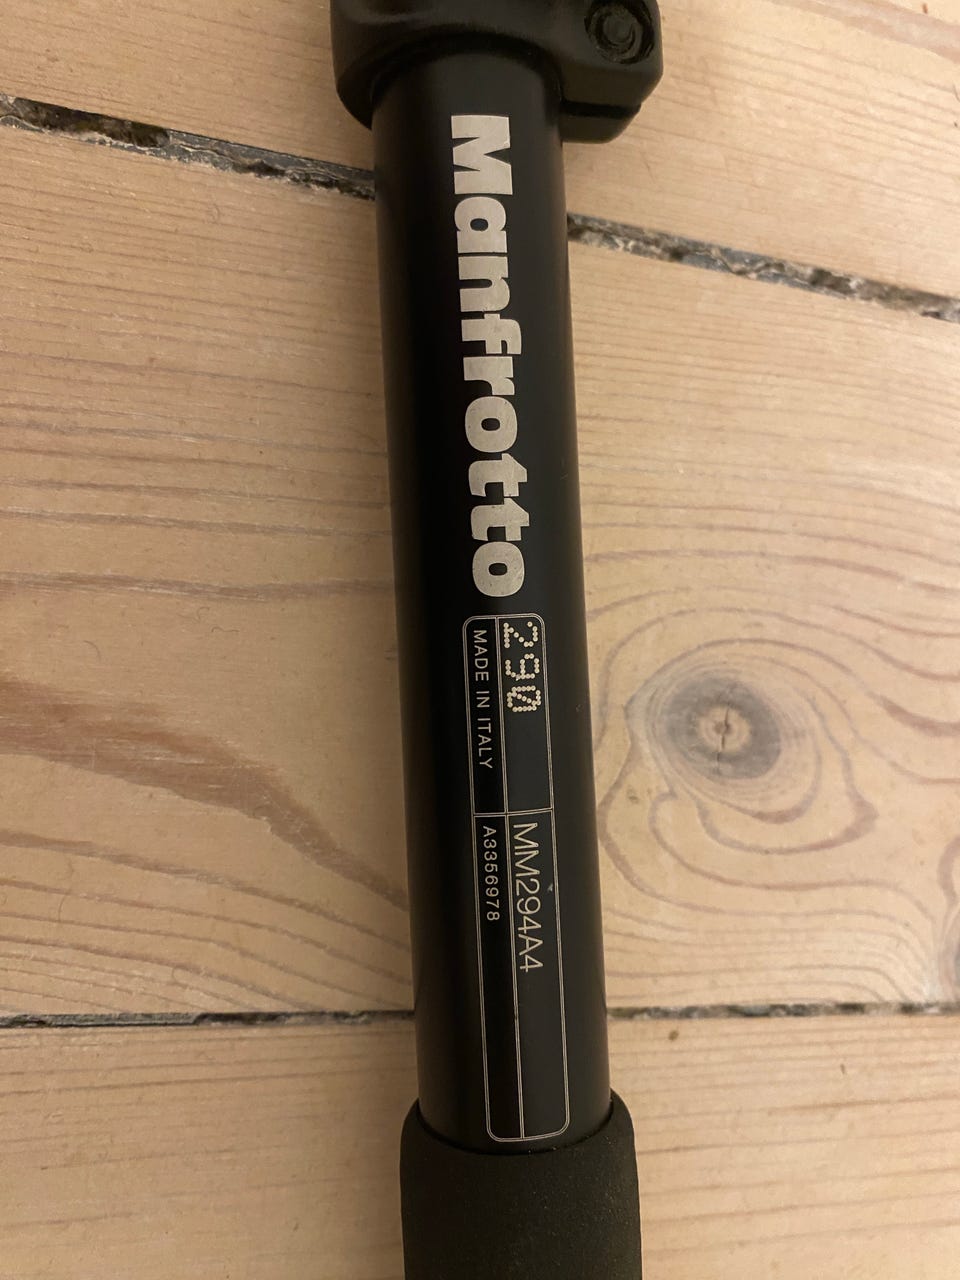 Manfrotto
290
MM294A4
MADE IN ITALY
A3356978